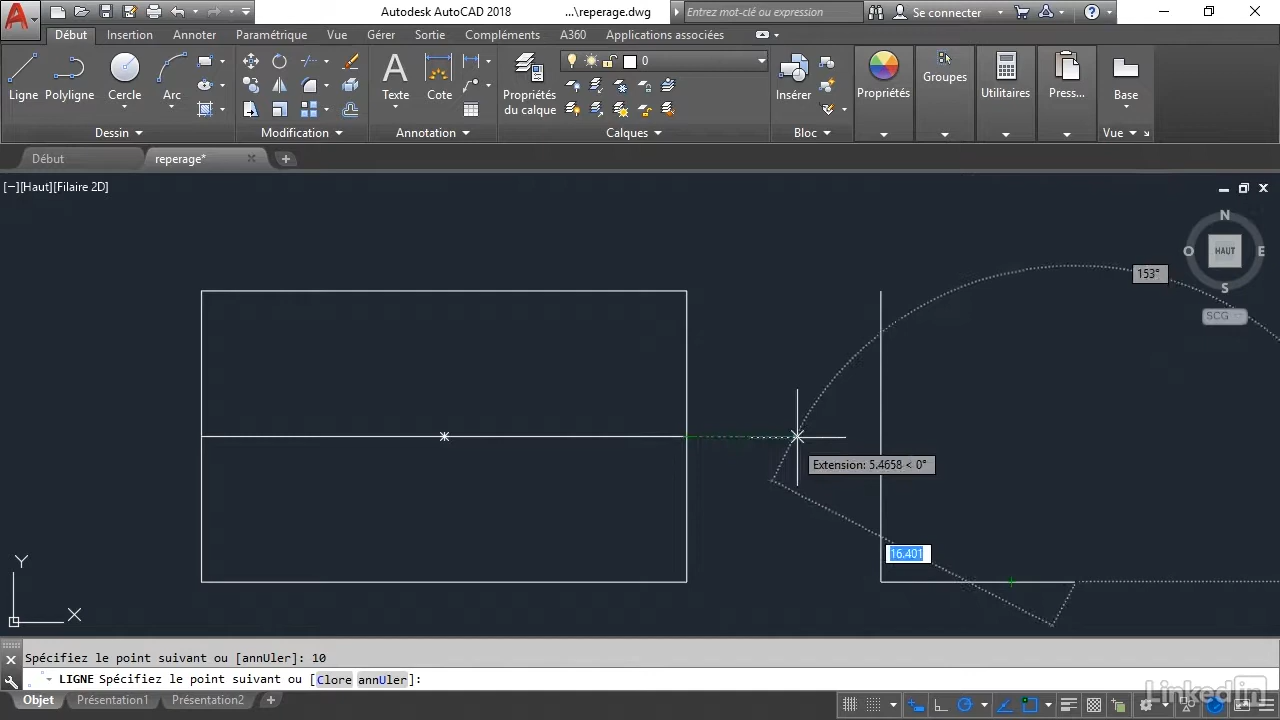 Autodesk AutoCAD 2018 ...\reperage.dwg Entrez mot-clé ou expression Se connecter
Début Insertion Annoter Paramétrique Vue Gérer Sortie Compléments A360 Applications associées
0
Ligne Polyligne Cercle Arc Texte Cote Propriétés du calque Insérer Propriétés Groupes Utilitaires Press... Base
Dessin Modification Annotation Calques Bloc Vue
Début reperage*
[−][Haut][Filaire 2D]
N
O HAUT E
S
SCG
153°
Extension: 5.4658 < 0°
16.401
Y
X
Spécifiez le point suivant ou [annUler]: 10
LIGNE Spécifiez le point suivant ou [Clore annUler]:
Objet Présentation1 Présentation2
Linked in